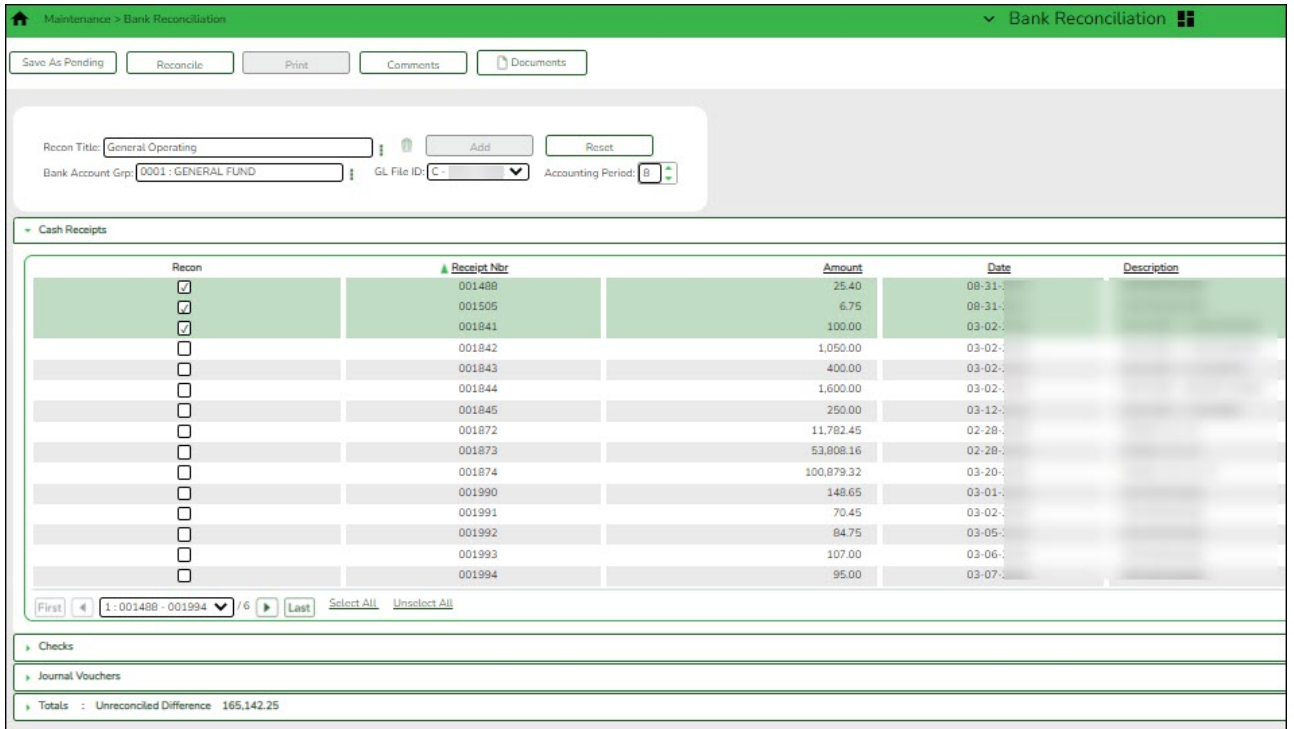 Maintenance > Bank Reconciliation Bank Reconciliation
Save As Pending Reconcile Print Comments Documents
Recon Title: General Operating Add Reset
Bank Account Grp: 0001 : GENERAL FUND GL File ID: C - Accounting Period: 8
Cash Receipts
Recon Receipt Nbr Amount Date Description
001488 25.40 08-31-
001505 6.75 08-31-
001841 100.00 03-02-
001842 1,050.00 03-02-
001843 400.00 03-02-
001844 1,600.00 03-02-
001845 250.00 03-12-
001872 11,782.45 02-28-
001873 53,808.16 02-28-
001874 100,879.32 03-20-
001990 148.65 03-01-
001991 70.45 03-02-
001992 84.75 03-05-
001993 107.00 03-06-
001994 95.00 03-07-
First 1 : 001488 - 001994 / 6 Last Select All Unselect All
Checks
Journal Vouchers
Totals : Unreconciled Difference 165,142.25